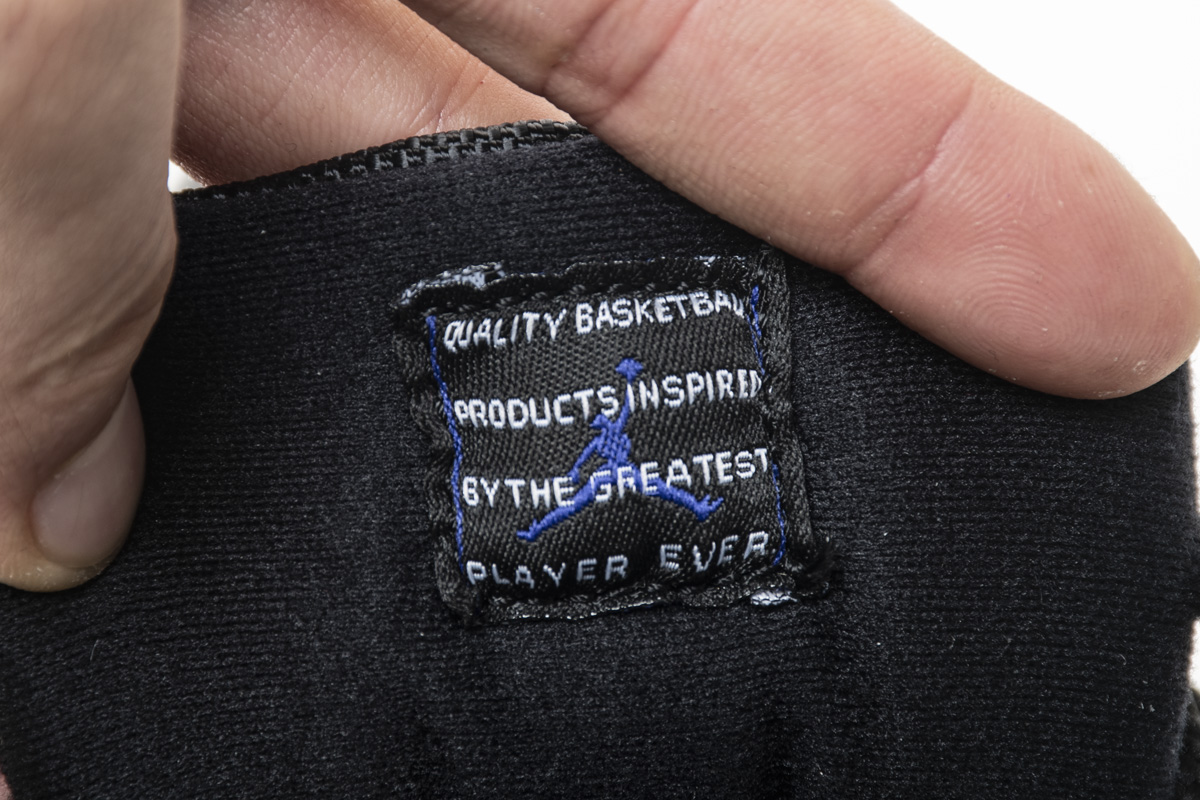 QUALITY BASKETBALL
PRODUCTS INSPIRED
BY THE GREATEST
PLAYER EVER